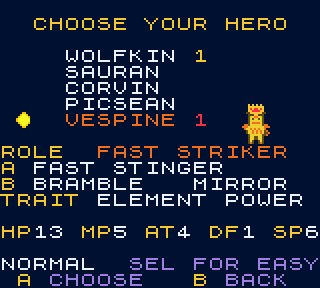 CHOOSE YOUR HERO
WOLFKIN 1
SAURAN
CORVIN
PICSEAN
VESPINE 1
ROLE FAST STRIKER
A FAST STINGER
B BRAMBLE MIRROR
TRAIT ELEMENT POWER
HP13 MP5 AT4 DF1 SP6
NORMAL SEL FOR EASY
A CHOOSE B BACK